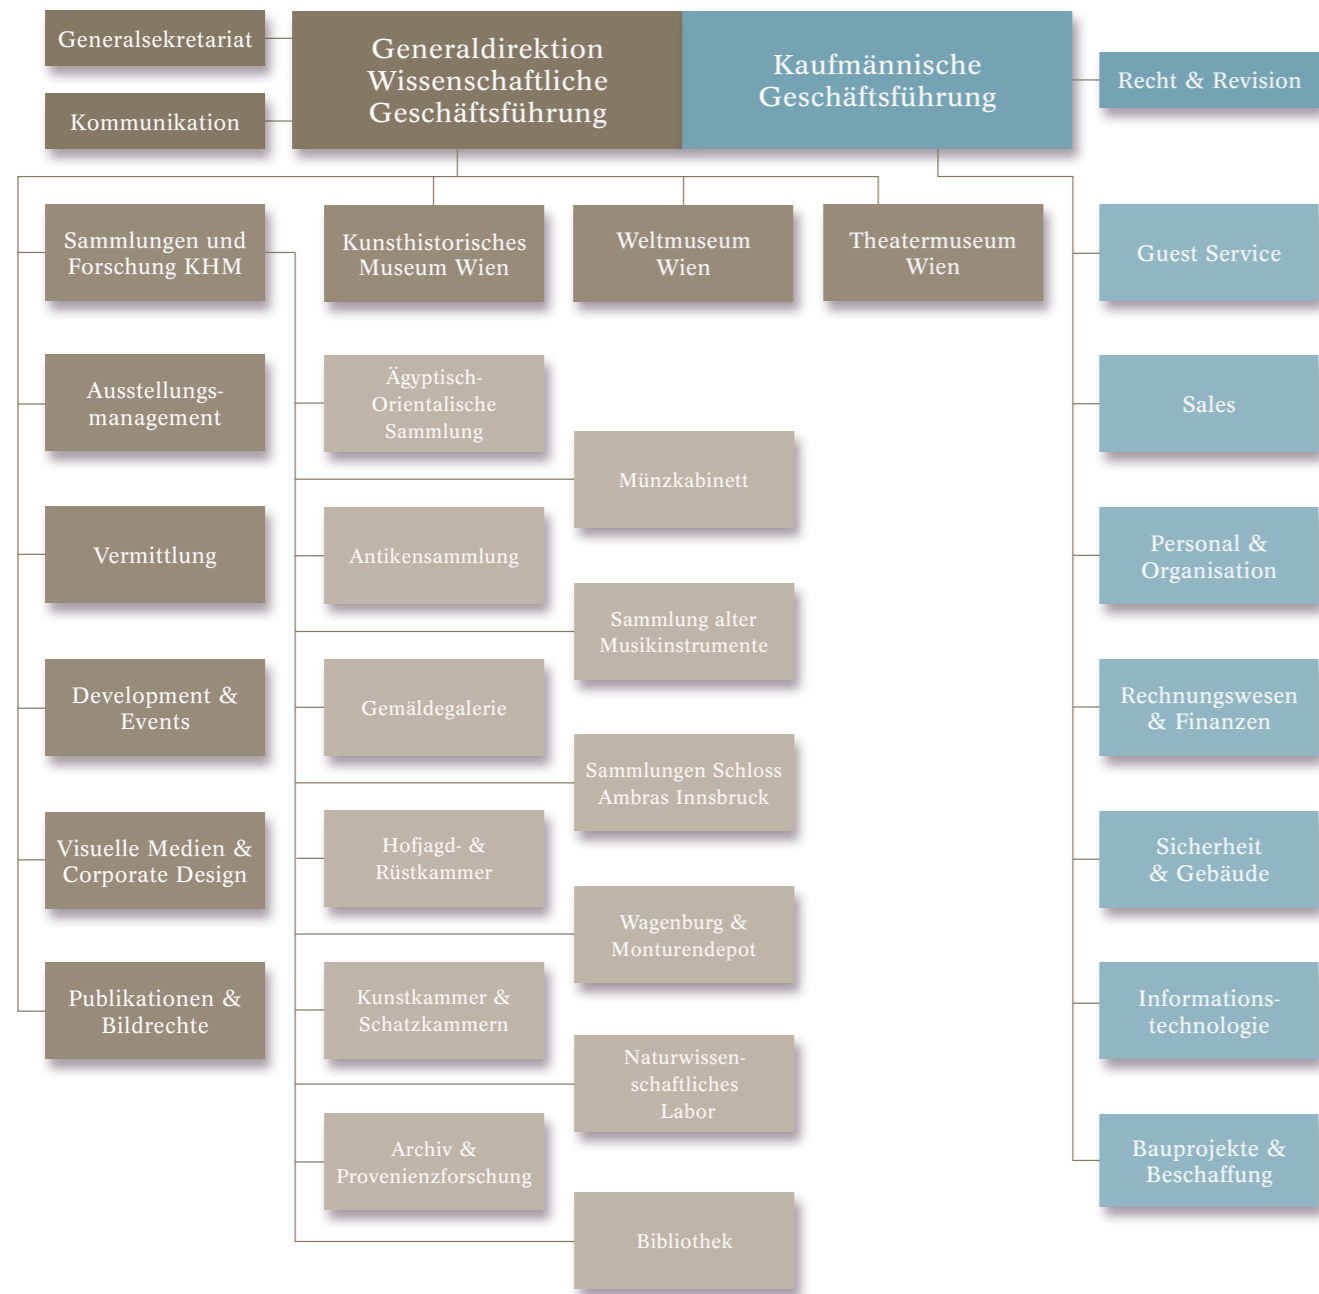 Generalsekretariat
Kommunikation
Generaldirektion
Wissenschaftliche
Geschäftsführung
Kaufmännische
Geschäftsführung
Recht & Revision
Sammlungen und
Forschung KHM
Kunsthistorisches
Museum Wien
Weltmuseum
Wien
Theatermuseum
Wien
Guest Service
Ausstellungs-
management
Ägyptisch-
Orientalische
Sammlung
Münzkabinett
Sales
Vermittlung
Antikensammlung
Sammlung alter
Musikinstrumente
Personal &
Organisation
Development &
Events
Gemäldegalerie
Sammlungen Schloss
Ambras Innsbruck
Rechnungswesen
& Finanzen
Visuelle Medien &
Corporate Design
Hofjagd- &
Rüstkammer
Wagenburg &
Monturendepot
Sicherheit
& Gebäude
Publikationen &
Bildrechte
Kunstkammer &
Schatzkammern
Naturwissen-
schaftliches
Labor
Informations-
technologie
Archiv &
Provenienzforschung
Bibliothek
Bauprojekte &
Beschaffung